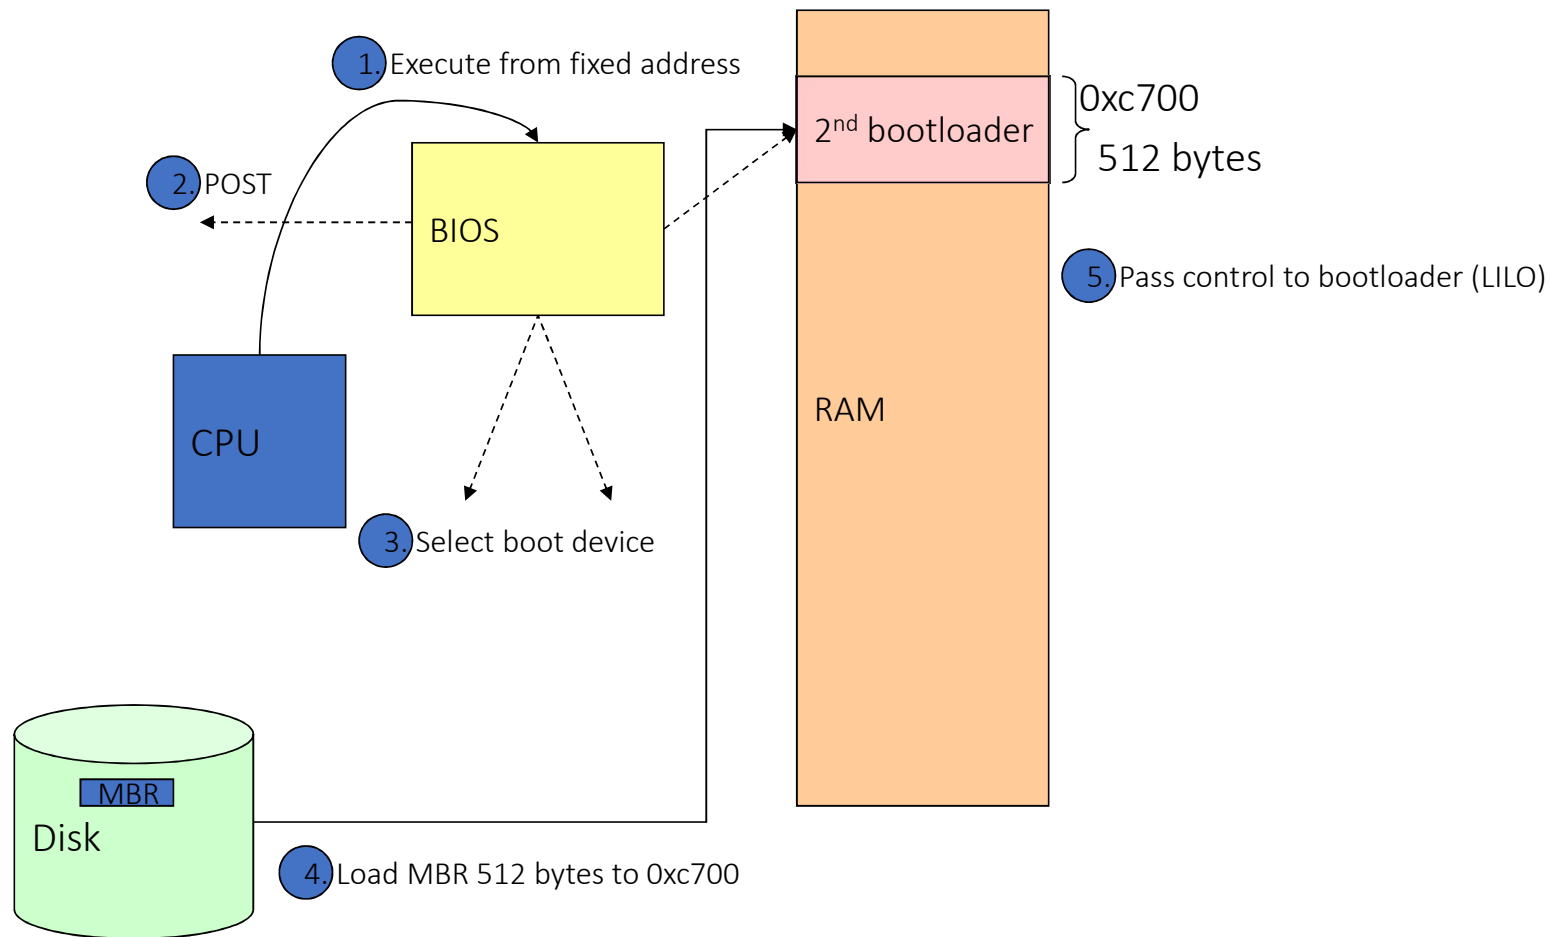 1. Execute from fixed address
0xc700
2nd bootloader
512 bytes
2. POST
BIOS
5. Pass control to bootloader (LILO)
RAM
CPU
3. Select boot device
MBR
Disk
4. Load MBR 512 bytes to 0xc700